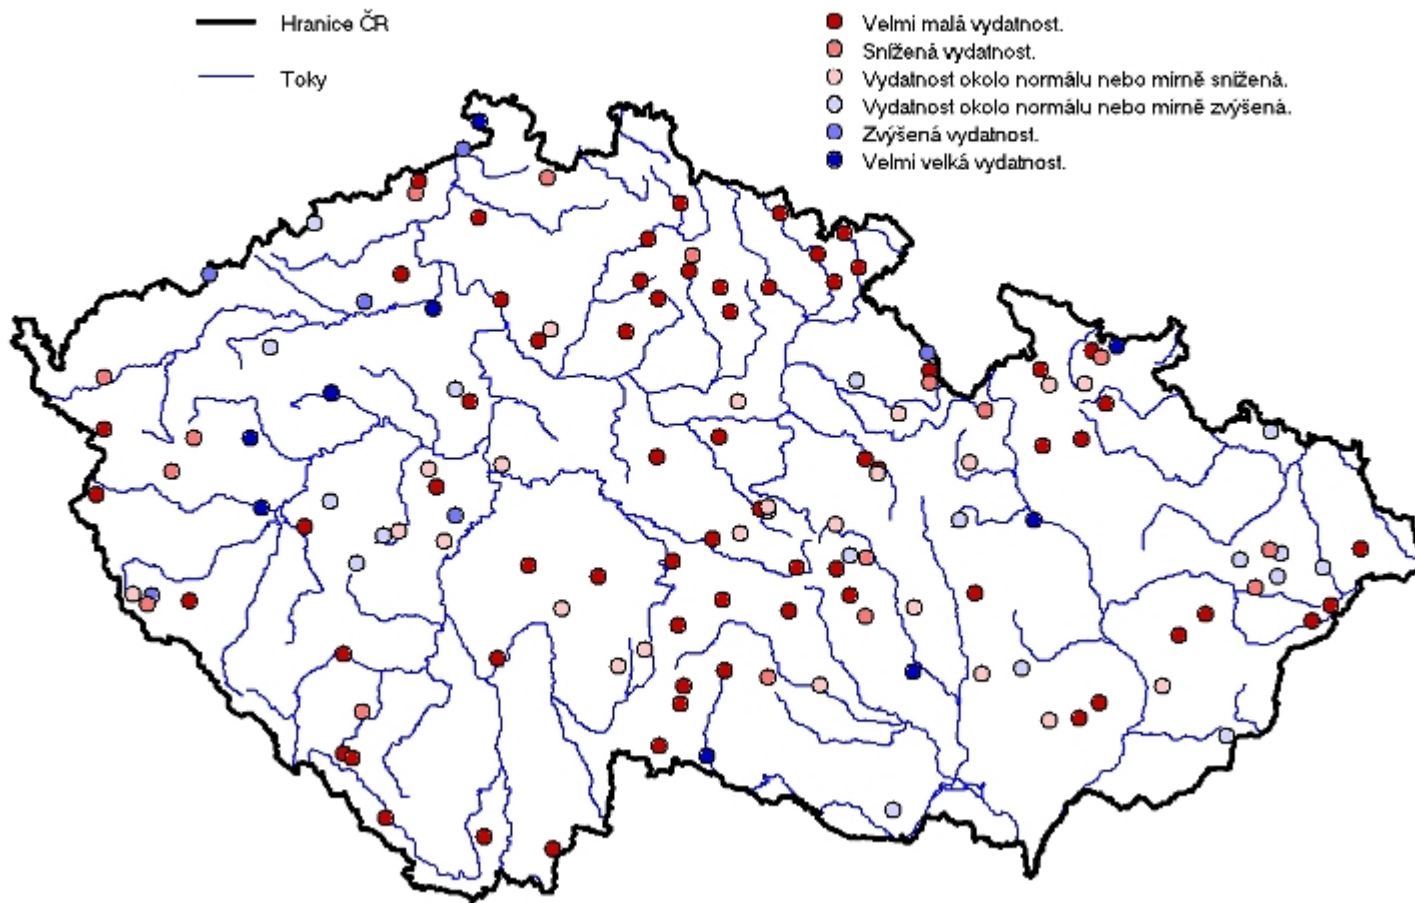 Hranice ČR
Toky
Velmi malá vydatnost.
Snížená vydatnost.
Vydatnost okolo normálu nebo mírně snížená.
Vydatnost okolo normálu nebo mírně zvýšená.
Zvýšená vydatnost.
Velmi velká vydatnost.